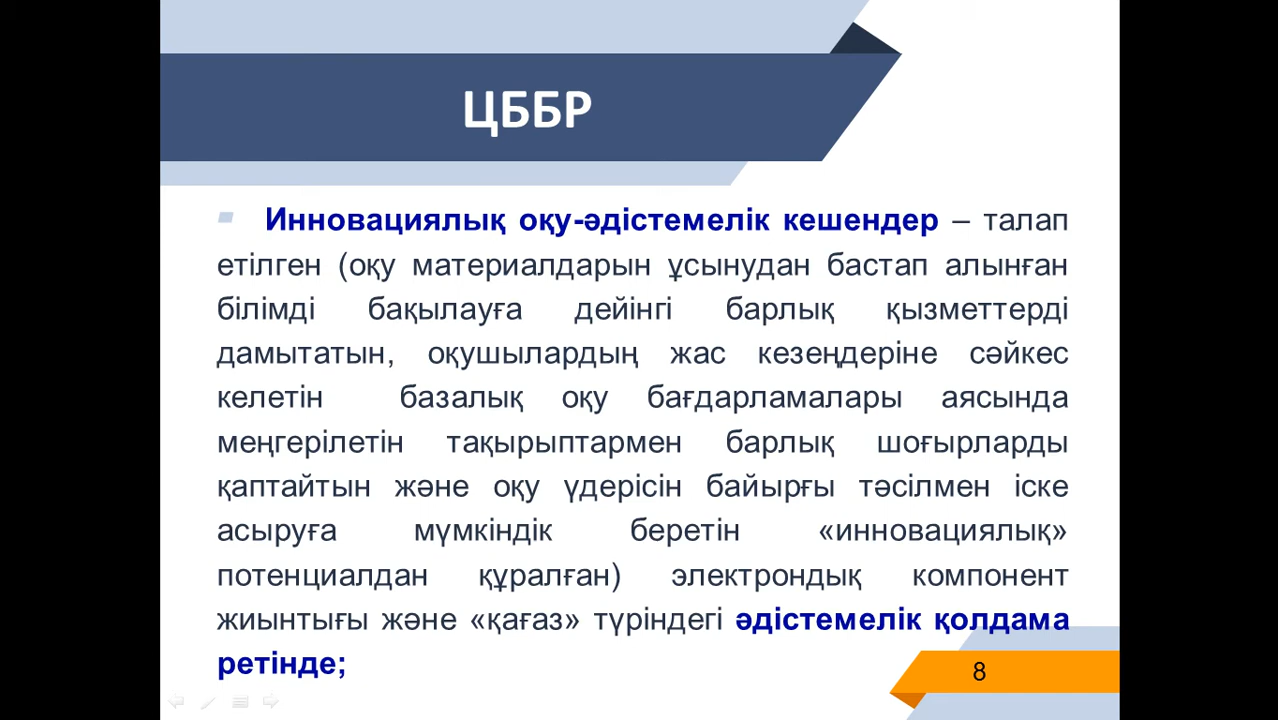 ЦББР
Инновациялық оқу-әдістемелік кешендер – талап
етілген (оқу материалдарын ұсынудан бастап алынған
білімді бақылауға дейінгі барлық қызметтерді
дамытатын, оқушылардың жас кезеңдеріне сәйкес
келетін базалық оқу бағдарламалары аясында
меңгерілетін тақырыптармен барлық шоғырларды
қаптайтын және оқу үдерісін байырғы тәсілмен іске
асыруға мүмкіндік беретін «инновациялық»
потенциалдан құралған) электрондық компонент
жиынтығы және «қағаз» түріндегі әдістемелік қолдама
ретінде;
8